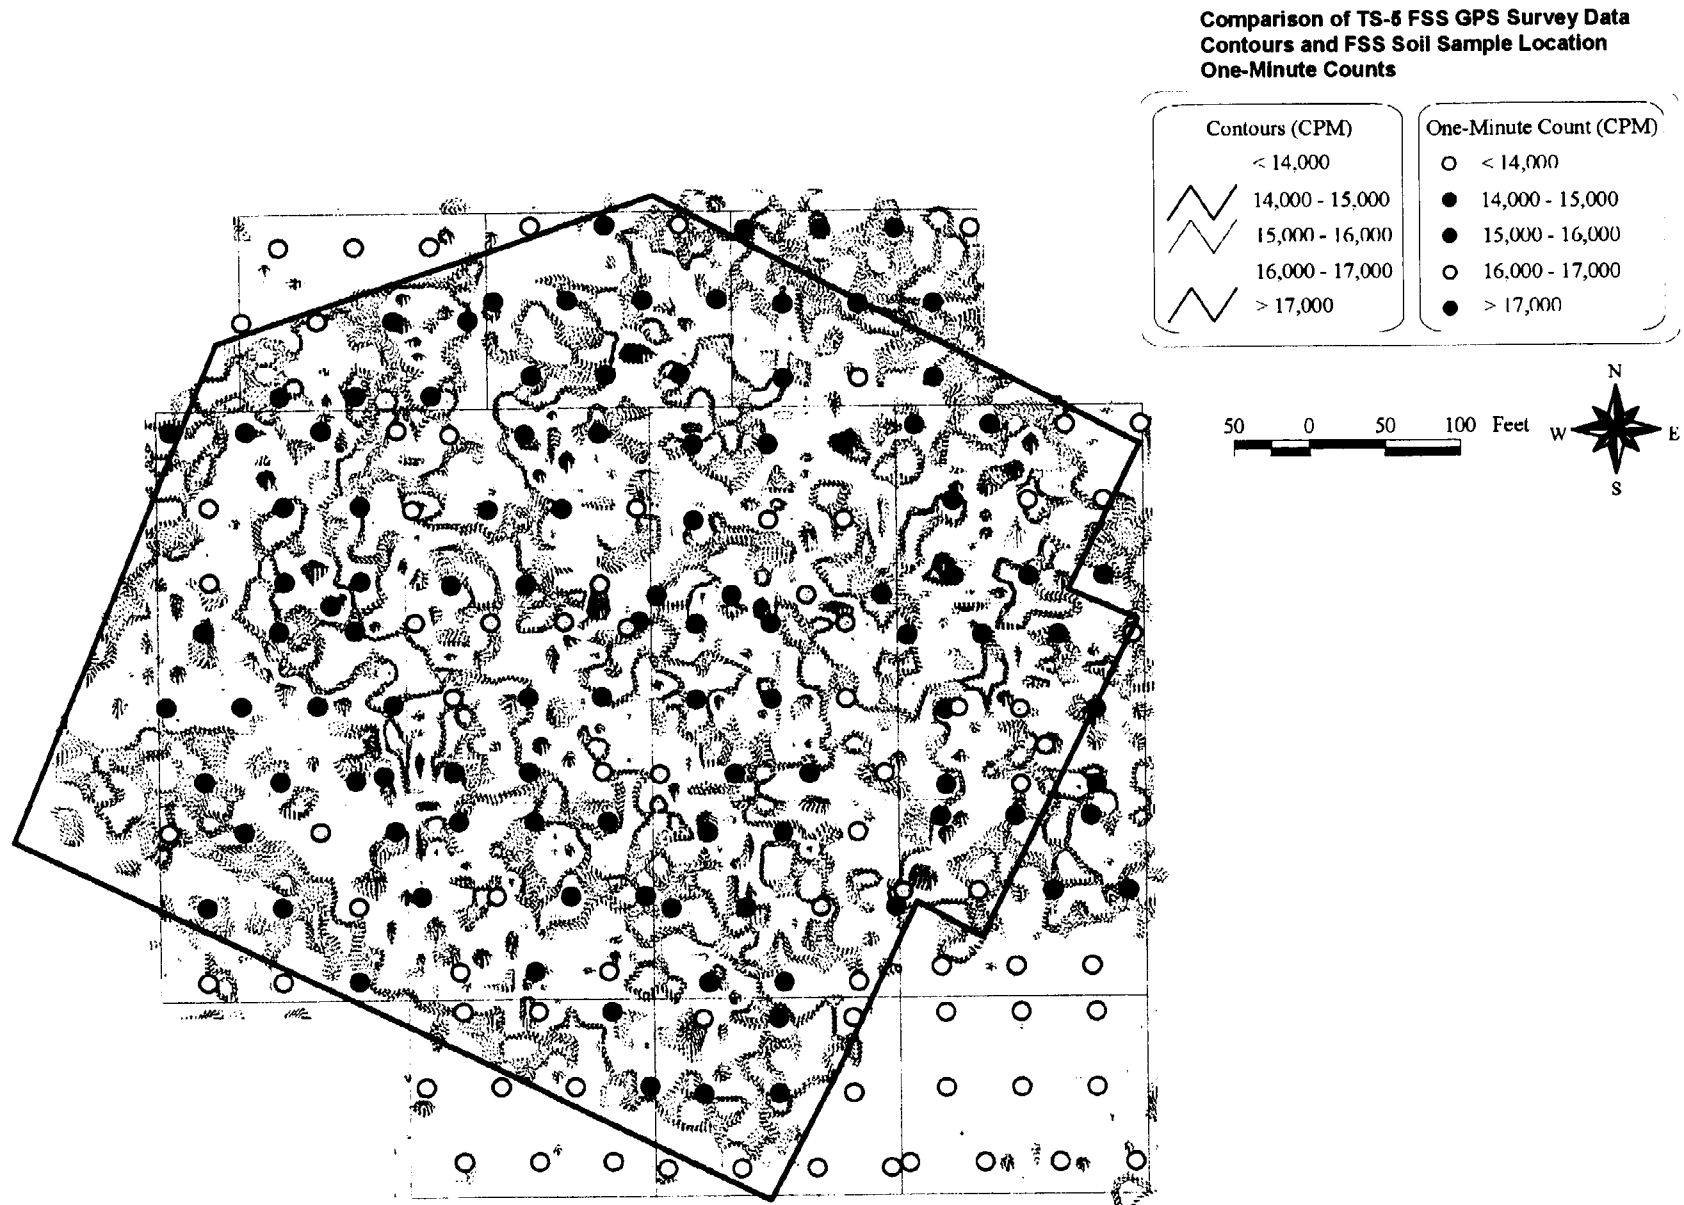 Comparison of TS-6 FSS GPS Survey Data
Contours and FSS Soil Sample Location
One-Minute Counts
Contours (CPM)
< 14,000
14,000 - 15,000
15,000 - 16,000
16,000 - 17,000
> 17,000
One-Minute Count (CPM)
< 14,000
14,000 - 15,000
15,000 - 16,000
16,000 - 17,000
> 17,000
N
W
E
S
50 0 50 100 Feet